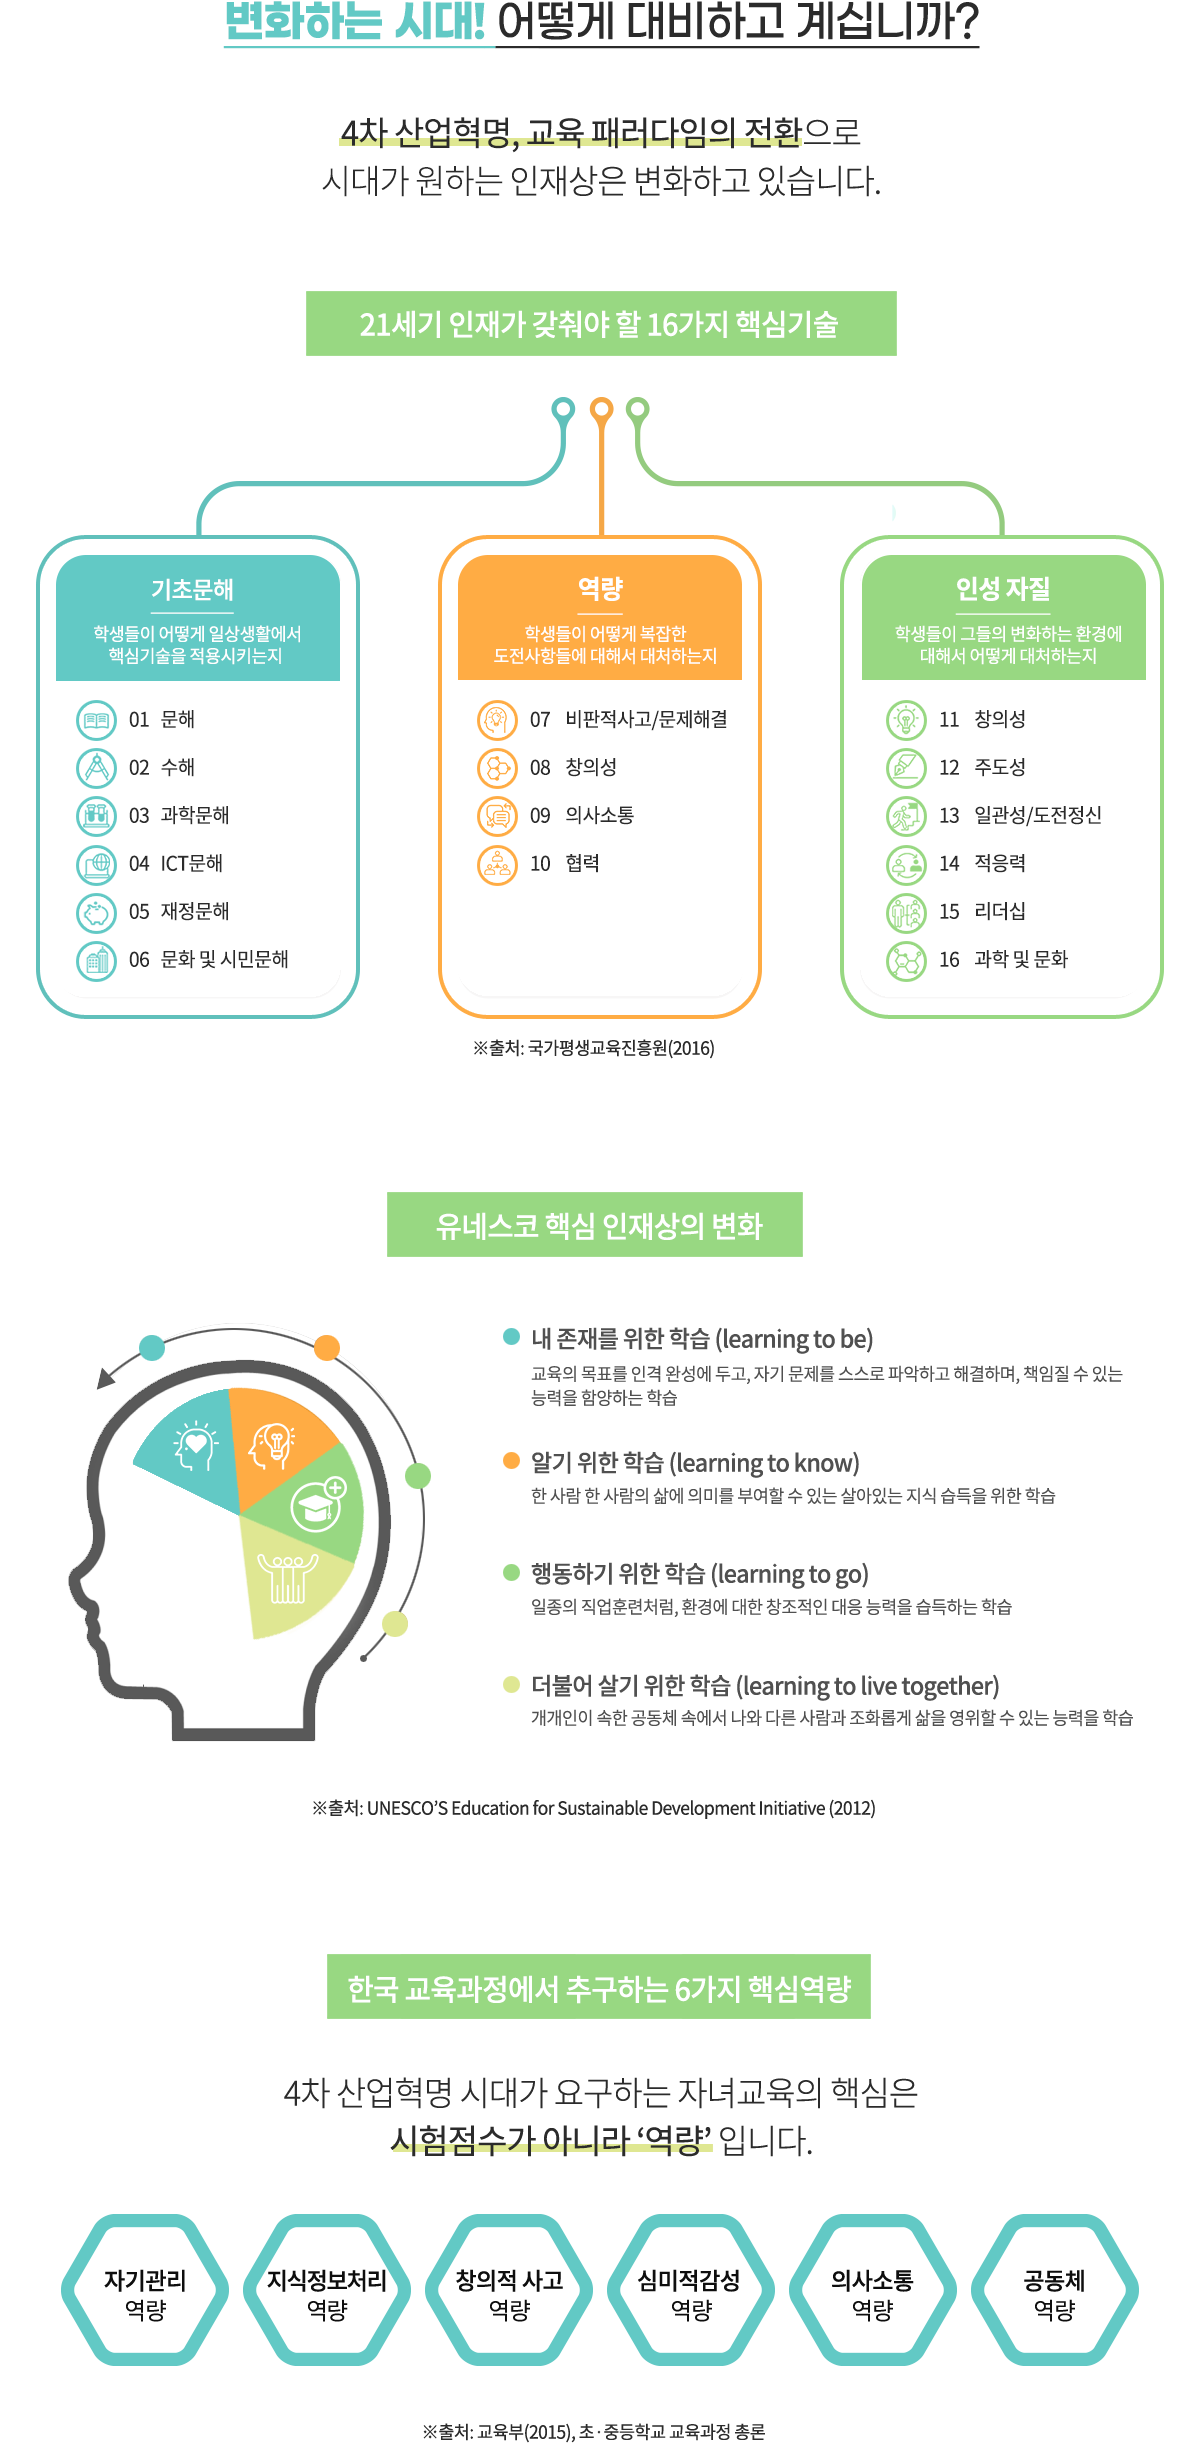 변화하는 시대! 어떻게 대비하고 계십니까?
4차 산업혁명, 교육 패러다임의 전환으로
시대가 원하는 인재상은 변화하고 있습니다.
21세기 인재가 갖춰야 할 16가지 핵심기술
기초문해
학생들이 어떻게 일상생활에서
핵심기술을 적용시키는지
01 문해
02 수해
03 과학문해
04 ICT문해
05 재정문해
06 문화 및 시민문해
역량
학생들이 어떻게 복잡한
도전사항들에 대해서 대처하는지
07 비판적사고/문제해결
08 창의성
09 의사소통
10 협력
인성 자질
학생들이 그들의 변화하는 환경에
대해서 어떻게 대처하는지
11 창의성
12 주도성
13 일관성/도전정신
14 적응력
15 리더십
16 과학 및 문화
※출처: 국가평생교육진흥원(2016)
유네스코 핵심 인재상의 변화
내 존재를 위한 학습 (learning to be)
교육의 목표를 인격 완성에 두고, 자기 문제를 스스로 파악하고 해결하며, 책임질 수 있는
능력을 함양하는 학습
알기 위한 학습 (learning to know)
한 사람 한 사람의 삶에 의미를 부여할 수 있는 살아있는 지식 습득을 위한 학습
행동하기 위한 학습 (learning to go)
일종의 직업훈련처럼, 환경에 대한 창조적인 대응 능력을 습득하는 학습
더불어 살기 위한 학습 (learning to live together)
개개인이 속한 공동체 속에서 나와 다른 사람과 조화롭게 삶을 영위할 수 있는 능력을 학습
※출처: UNESCO’S Education for Sustainable Development Initiative (2012)
한국 교육과정에서 추구하는 6가지 핵심역량
4차 산업혁명 시대가 요구하는 자녀교육의 핵심은
시험점수가 아니라 ‘역량’ 입니다.
자기관리
역량
지식정보처리
역량
창의적 사고
역량
심미적감성
역량
의사소통
역량
공동체
역량
※출처: 교육부(2015), 초·중등학교 교육과정 총론